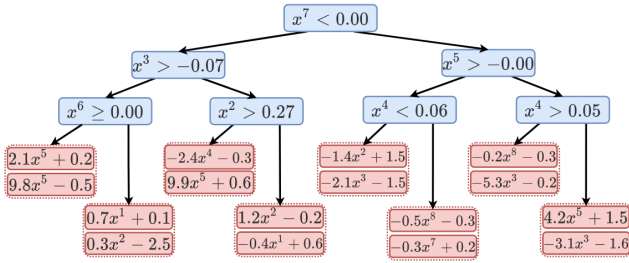 x^7 < 0.00
x^3 > −0.07
x^5 > −0.00
x^6 ≥ 0.00
x^2 > 0.27
x^4 < 0.06
x^4 > 0.05
2.1x^5 + 0.2
9.8x^5 − 0.5
−2.4x^4 − 0.3
9.9x^5 + 0.6
−1.4x^2 + 1.5
−2.1x^3 − 1.5
−0.2x^8 − 0.3
−5.3x^3 − 0.2
0.7x^1 + 0.1
0.3x^2 − 2.5
1.2x^2 − 0.2
−0.4x^1 + 0.6
−0.5x^8 − 0.3
−0.3x^7 + 0.2
4.2x^5 + 1.5
−3.1x^3 − 1.6